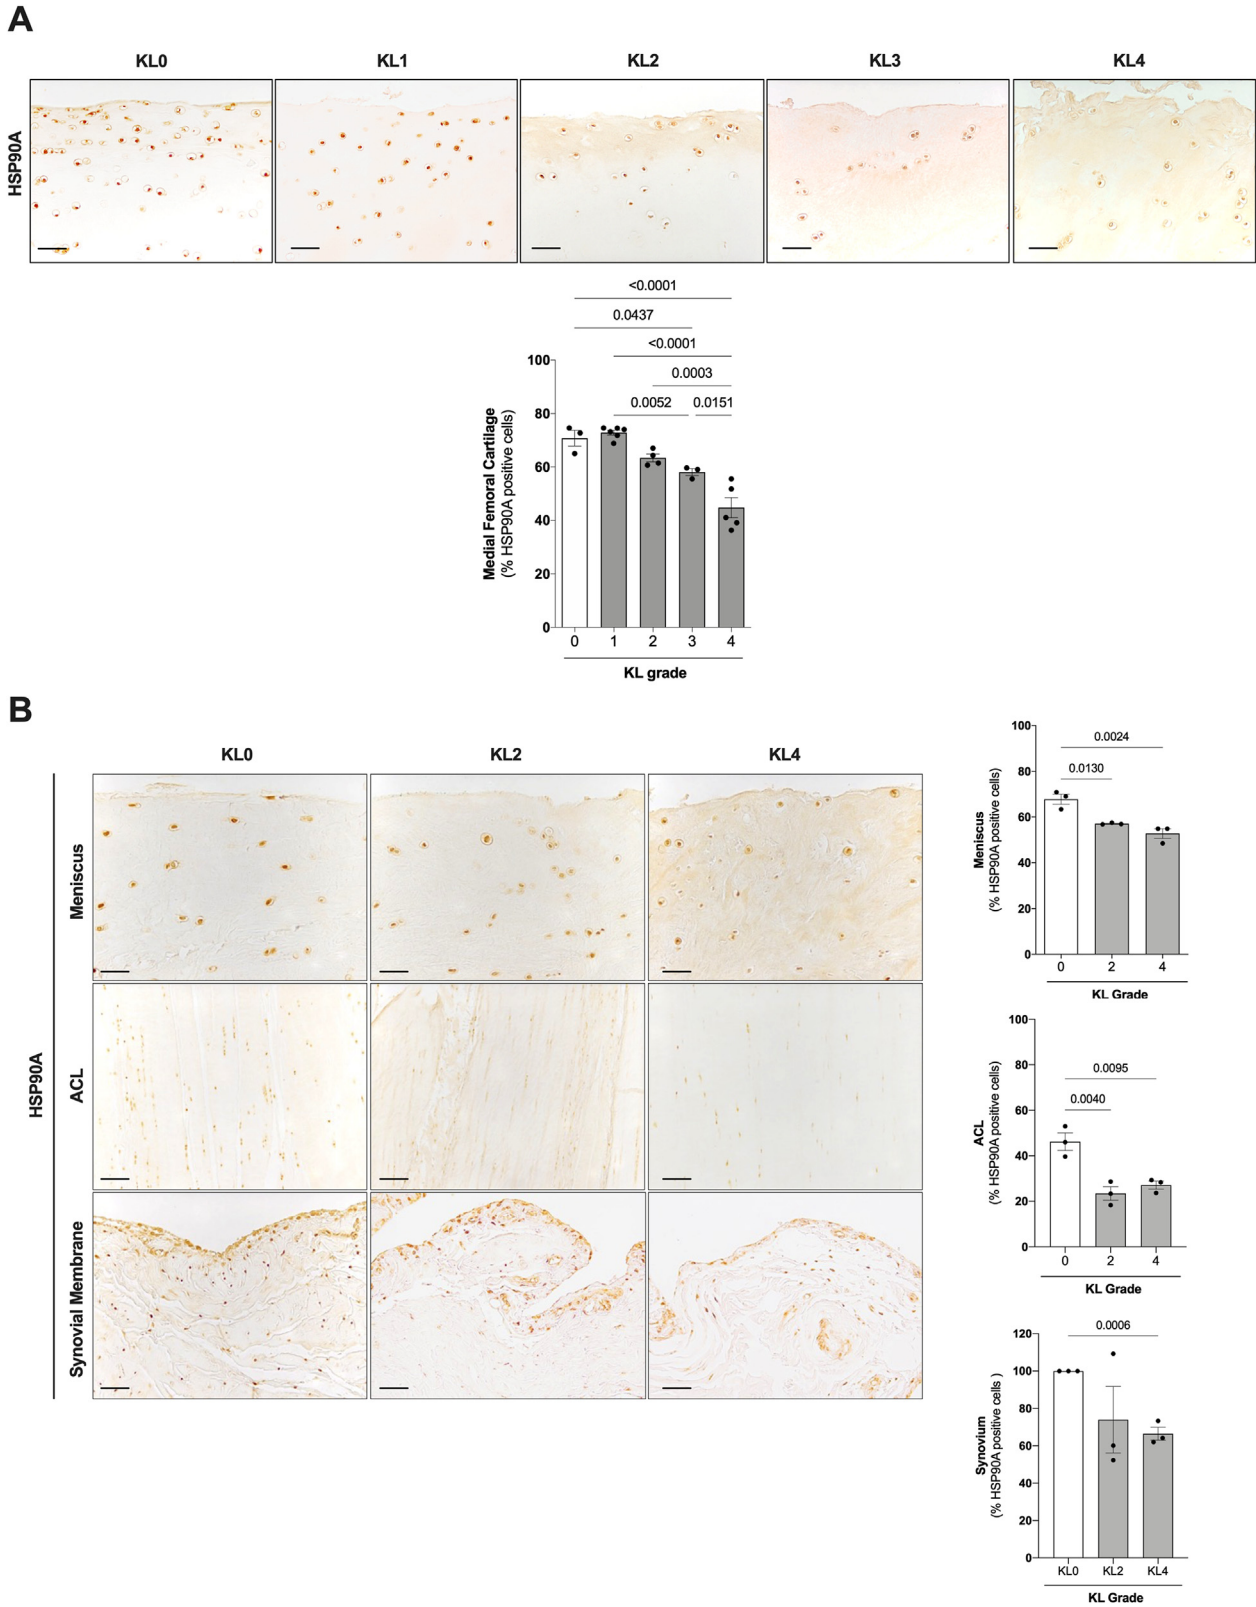 A
KL0 KL1 KL2 KL3 KL4
HSP90A
<0.0001
0.0437
<0.0001
0.0003
0.0052 0.0151
Medial Femoral Cartilage
(% HSP90A positive cells)
100
80
60
40
20
0
0 1 2 3 4
KL grade
B
KL0 KL2 KL4
HSP90A
Meniscus
ACL
Synovial Membrane
Meniscus
(% HSP90A positive cells)
100
80
60
40
20
0
0.0024
0.0130
0 2 4
KL Grade
ACL
(% HSP90A positive cells)
100
80
60
40
20
0
0.0095
0.0040
0 2 4
KL Grade
Synovium
(% HSP90A positive cells )
120
100
80
60
40
20
0
0.0006
KL0 KL2 KL4
KL Grade